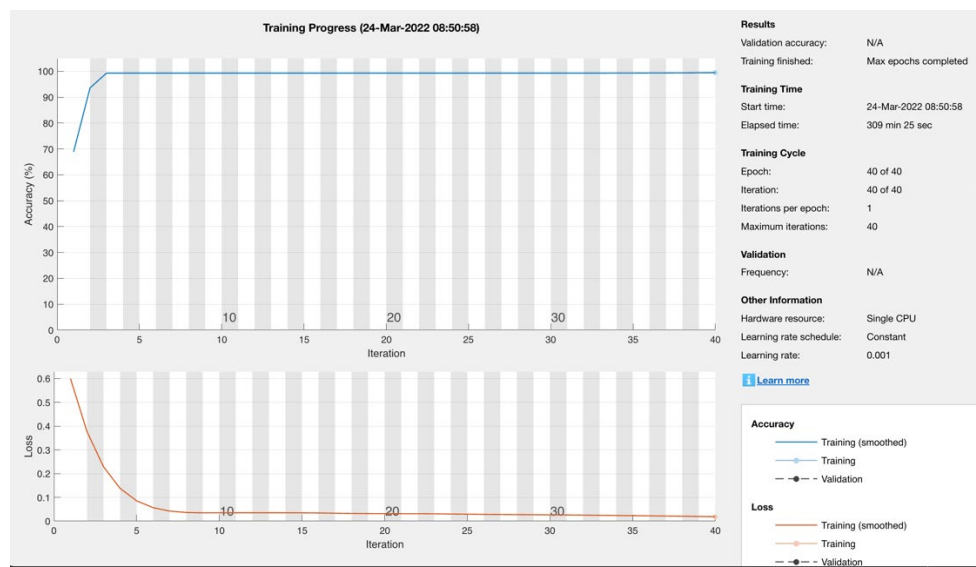 Training Progress (24-Mar-2022 08:50:58)
Accuracy (%)
100
90
80
70
60
50
40
30
20
10
0
10
20
30
0
5
10
15
20
25
30
35
40
Iteration
Loss
0.6
0.5
0.4
0.3
0.2
0.1
0
10
20
30
0
5
10
15
20
25
30
35
40
Iteration
Results
Validation accuracy: N/A
Training finished: Max epochs completed
Training Time
Start time: 24-Mar-2022 08:50:58
Elapsed time: 309 min 25 sec
Training Cycle
Epoch: 40 of 40
Iteration: 40 of 40
Iterations per epoch: 1
Maximum iterations: 40
Validation
Frequency: N/A
Other Information
Hardware resource: Single CPU
Learning rate schedule: Constant
Learning rate: 0.001
i Learn more
Accuracy
Training (smoothed)
Training
Validation
Loss
Training (smoothed)
Training
Validation